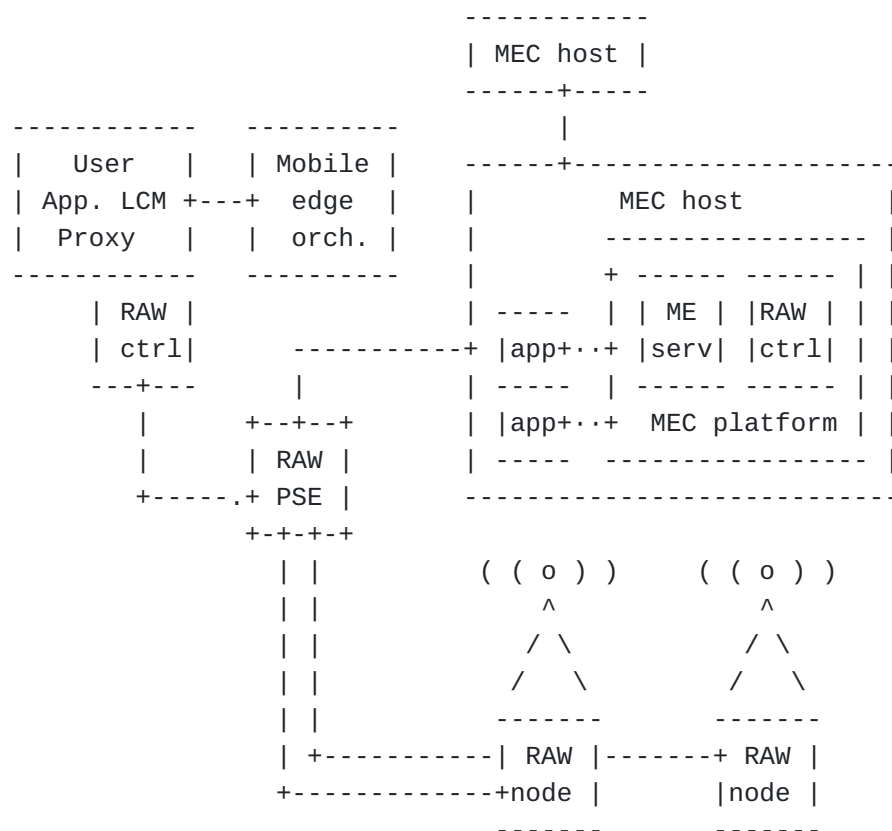 MEC host
User Mobile
App. LCM edge MEC host
Proxy orch.
RAW ME RAW
ctrl app serv ctrl
app MEC platform
RAW
PSE
( ( o ) ) ( ( o ) )
RAW RAW
node node